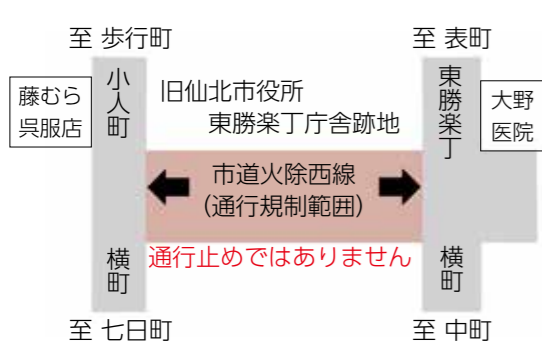 至 歩行町
至 表町
藤むら
呉服店
小人町
旧仙北市役所
東勝楽丁庁舎跡地
東勝楽丁
大野
医院
市道火除西線
(通行規制範囲)
通行止めではありません
横町
横町
至 七日町
至 中町